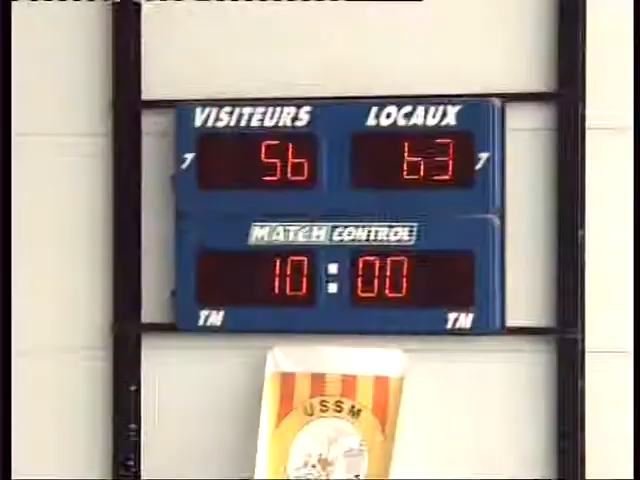 VISITEURS LOCAUX
7 56 63 7
MATCH CONTROL
10:00
TM TM
USSM